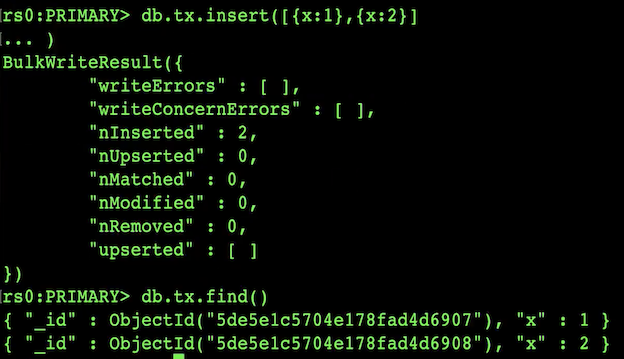 rs0:PRIMARY> db.tx.insert([{x:1},{x:2}]
... )
BulkWriteResult({
        "writeErrors" : [ ],
        "writeConcernErrors" : [ ],
        "nInserted" : 2,
        "nUpserted" : 0,
        "nMatched" : 0,
        "nModified" : 0,
        "nRemoved" : 0,
        "upserted" : [ ]
})
rs0:PRIMARY> db.tx.find()
{ "_id" : ObjectId("5de5e1c5704e178fad4d6907"), "x" : 1 }
{ "_id" : ObjectId("5de5e1c5704e178fad4d6908"), "x" : 2 }